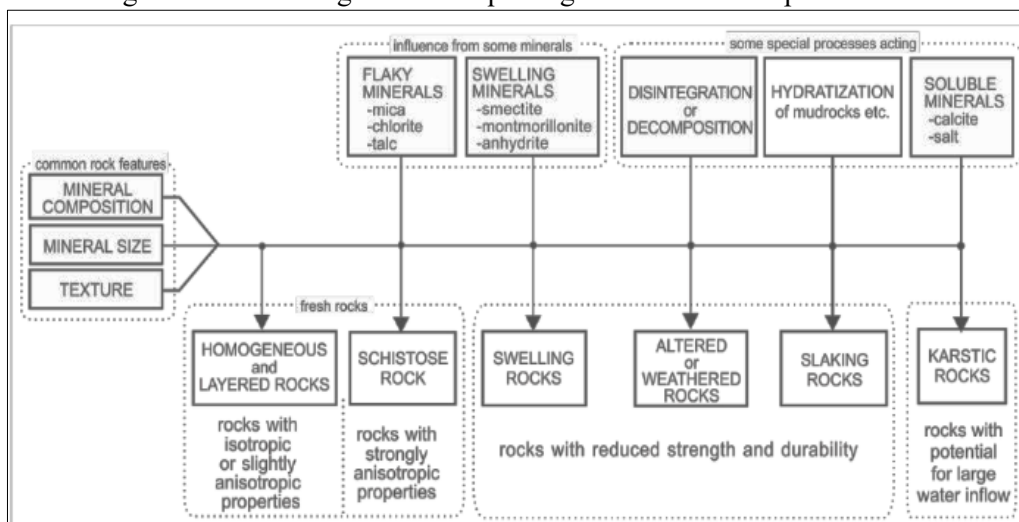 influence from some minerals
some special processes acting
FLAKY
MINERALS
-mica
-chlorite
-talc
SWELLING
MINERALS
-smectite
-montmorillonite
-anhydrite
DISINTEGRATION
or
DECOMPOSITION
HYDRATIZATION
of mudrocks etc.
SOLUBLE
MINERALS
-calcite
-salt
common rock features
MINERAL
COMPOSITION
MINERAL SIZE
TEXTURE
fresh rocks
HOMOGENEOUS
and
LAYERED ROCKS
SCHISTOSE
ROCK
SWELLING
ROCKS
ALTERED
or
WEATHERED
ROCKS
SLAKING
ROCKS
KARSTIC
ROCKS
rocks with
isotropic
or slightly
anisotropic
properties
rocks with
strongly
anisotropic
properties
rocks with reduced strength and durability
rocks with
potential
for large
water inflow